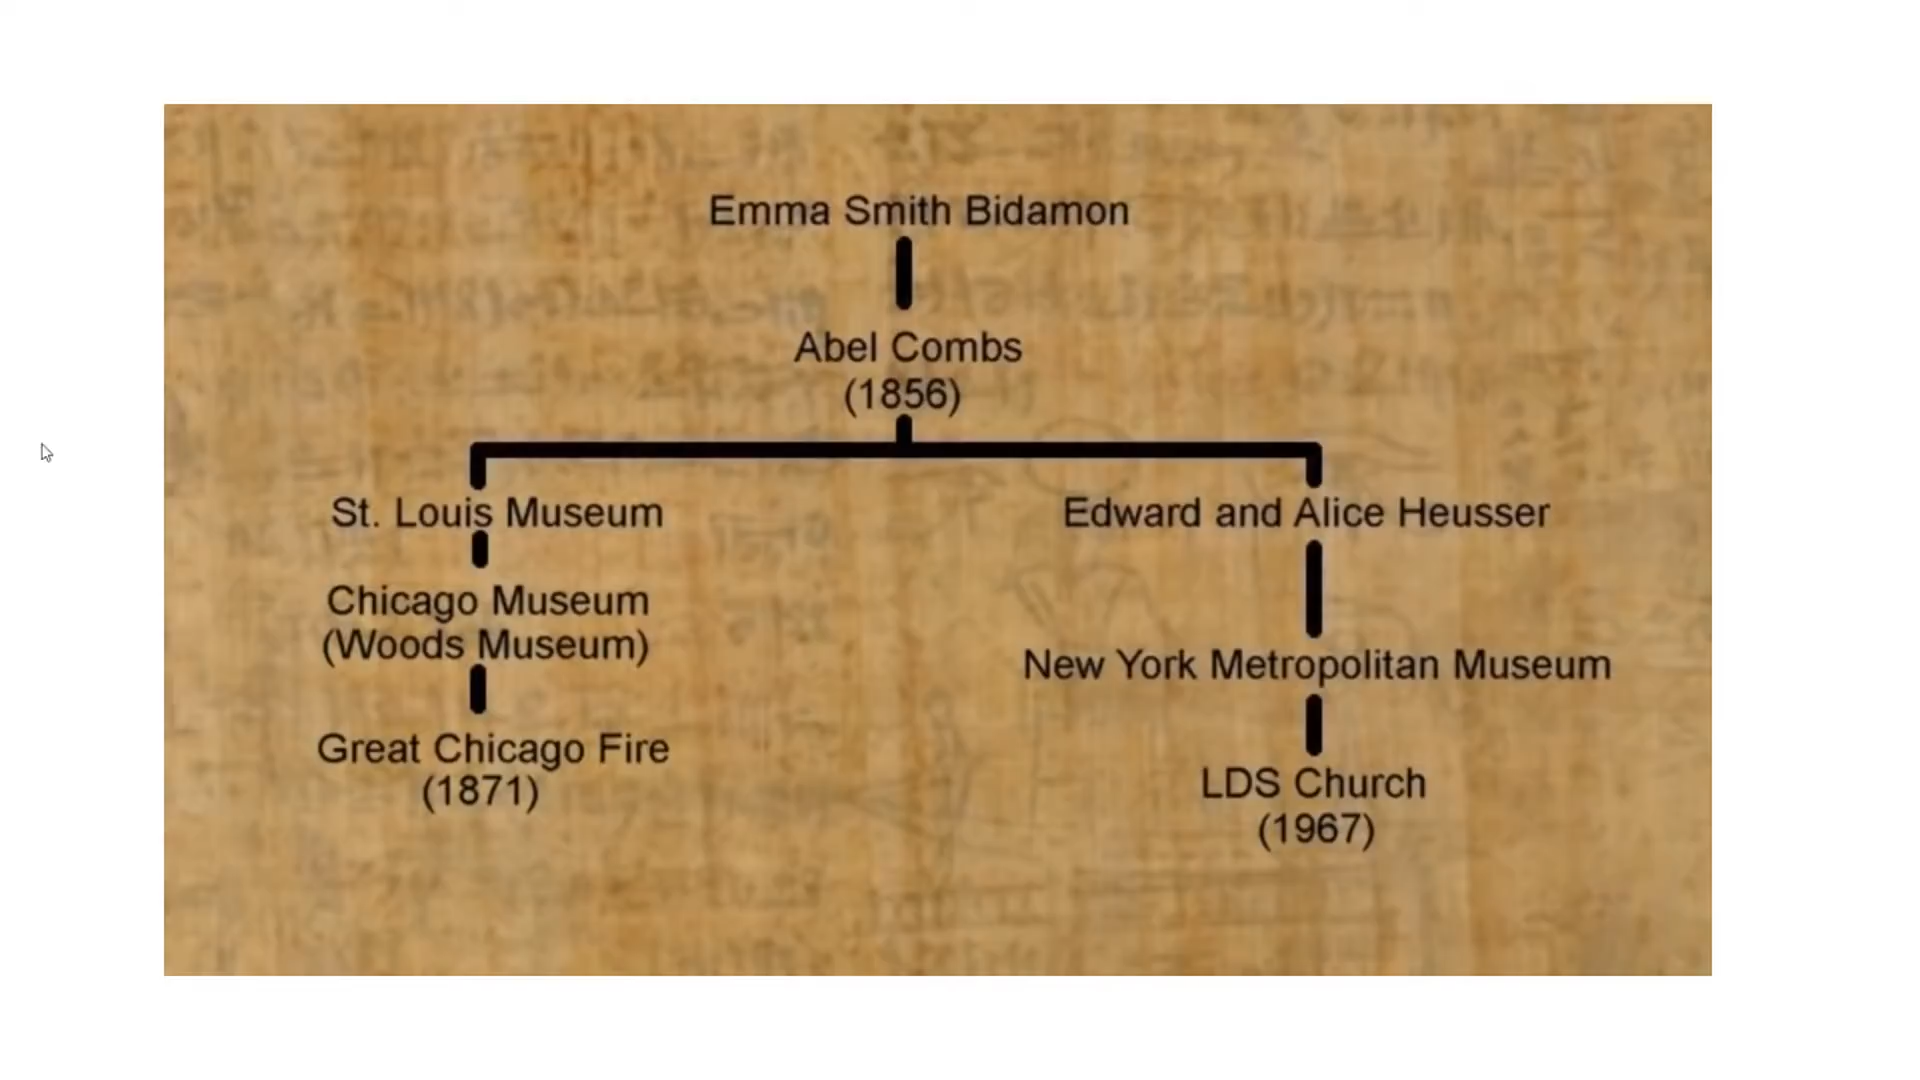 Emma Smith Bidamon
Abel Combs
(1856)
St. Louis Museum
Edward and Alice Heusser
Chicago Museum
(Woods Museum)
New York Metropolitan Museum
Great Chicago Fire
(1871)
LDS Church
(1967)